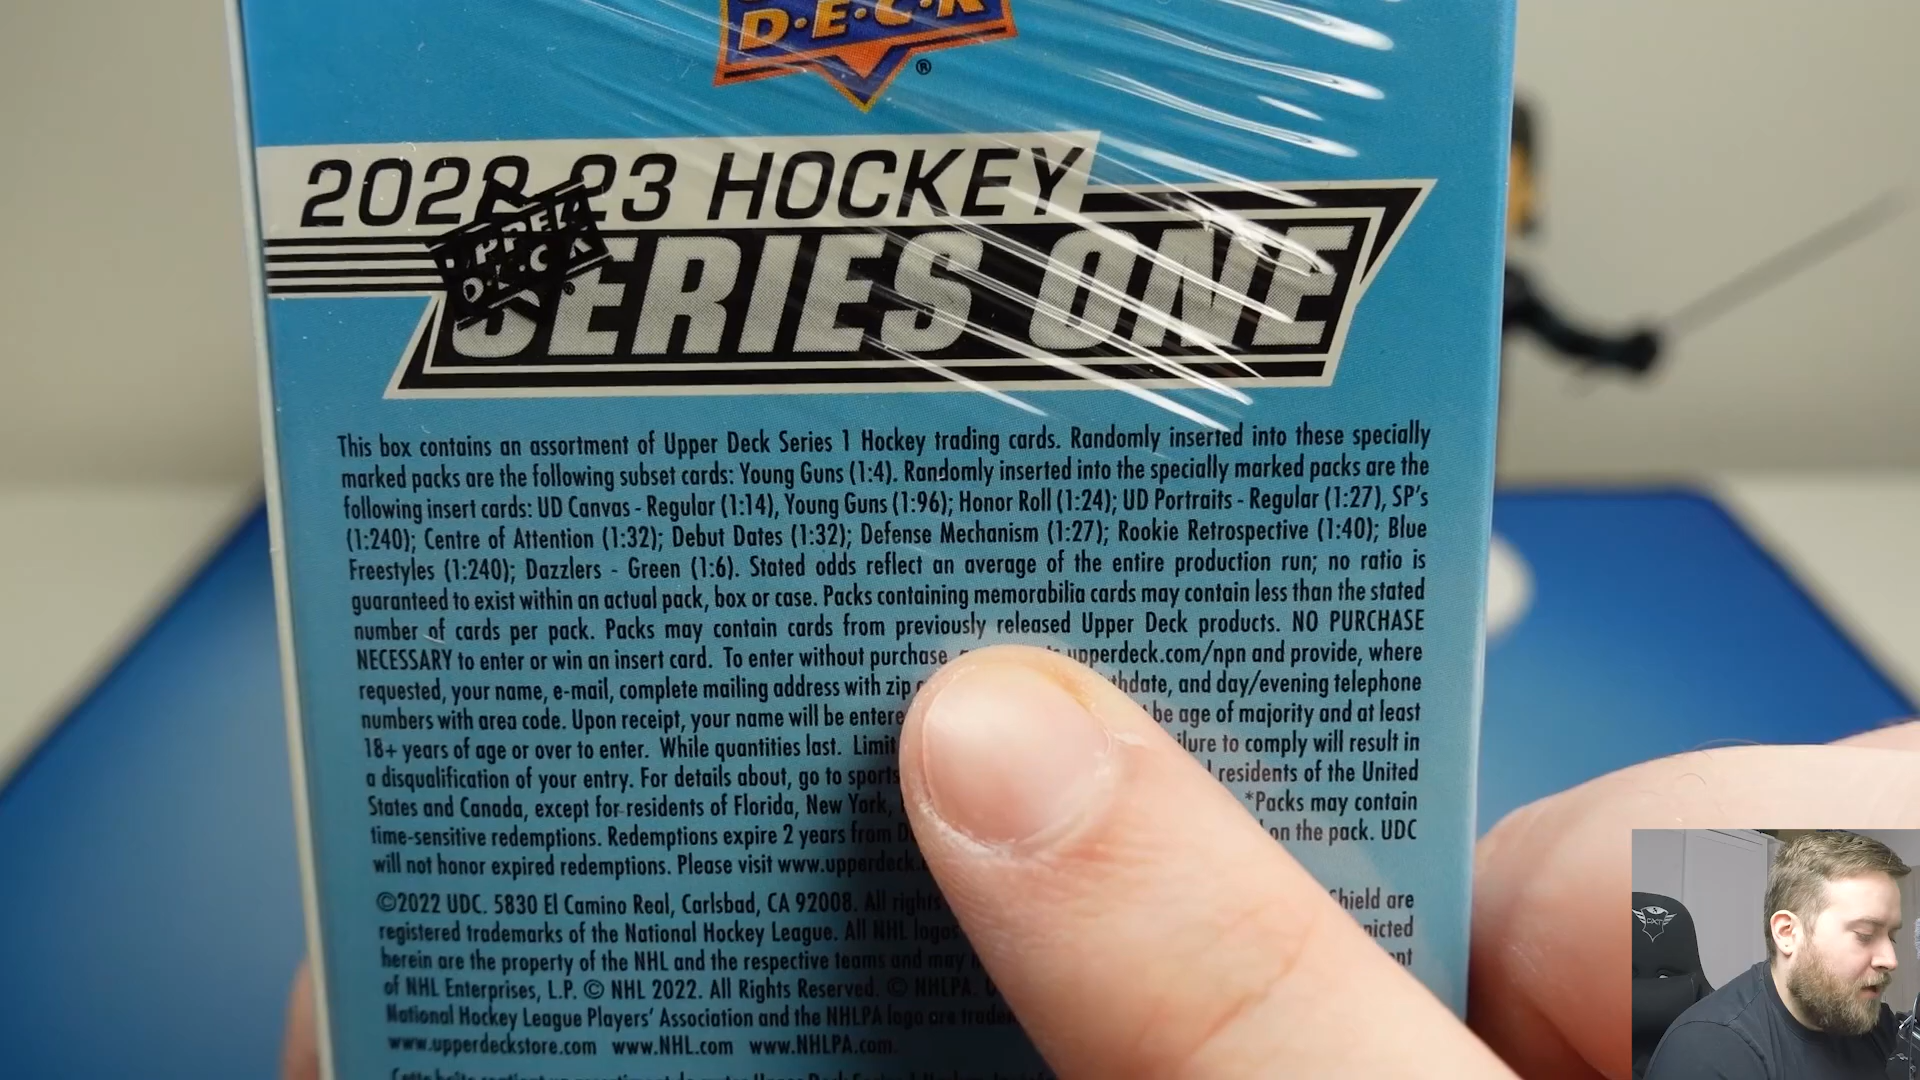 D·E·C·K
®
2022-23 HOCKEY
UPPER
D·E·C·K
®
SERIES ONE
This box contains an assortment of Upper Deck Series 1 Hockey trading cards. Randomly inserted into these specially
marked packs are the following subset cards: Young Guns (1:4). Randomly inserted into the specially marked packs are the
following insert cards: UD Canvas - Regular (1:14), Young Guns (1:96); Honor Roll (1:24); UD Portraits - Regular (1:27), SP's
(1:240); Centre of Attention (1:32); Debut Dates (1:32); Defense Mechanism (1:27); Rookie Retrospective (1:40); Blue
Freestyles (1:240); Dazzlers - Green (1:6). Stated odds reflect an average of the entire production run; no ratio is
guaranteed to exist within an actual pack, box or case. Packs containing memorabilia cards may contain less than the stated
number of cards per pack. Packs may contain cards from previously released Upper Deck products. NO PURCHASE
NECESSARY to enter or win an insert card. To enter without purchase, upperdeck.com/npn and provide, where
requested, your name, e-mail, complete mailing address with zip and day/evening telephone
numbers with area code. Upon receipt, your name will be be age of majority and at least
18+ years of age or over to enter. While quantities last. to comply will result in
a disqualification of your entry. For details about, go to residents of the United
States and Canada, except for residents of Florida, New York, *Packs may contain
time-sensitive redemptions. Redemptions expire 2 years from on the pack. UDC
will not honor expired redemptions. Please visit
©2022 UDC. 5830 El Camino Real, Carlsbad, CA 92008. All are
registered trademarks of the National Hockey League. All NHL
herein are the property of the NHL and the respective teams and may
of NHL Enterprises, L.P. © NHL 2022. All Rights Reserved. © NHLPA.
National Hockey League Players' Association and the NHLPA logo are
www.upperdeckstore.com www.NHL.com www.NHLPA.com.